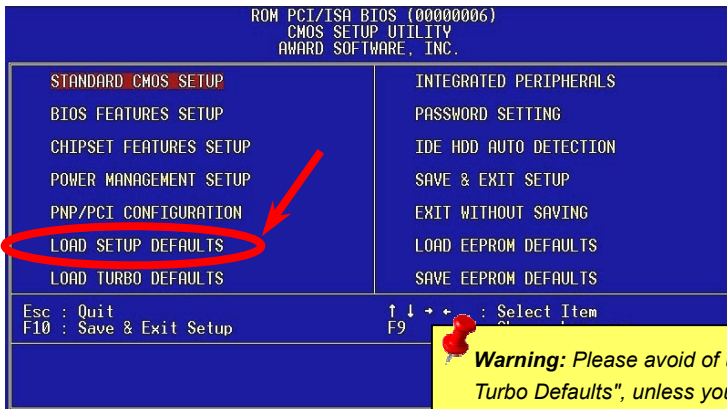 ROM PCI/ISA BIOS (00000006)
CMOS SETUP UTILITY
AWARD SOFTWARE, INC.
STANDARD CMOS SETUP
BIOS FEATURES SETUP
CHIPSET FEATURES SETUP
POWER MANAGEMENT SETUP
PNP/PCI CONFIGURATION
LOAD SETUP DEFAULTS
LOAD TURBO DEFAULTS
INTEGRATED PERIPHERALS
PASSWORD SETTING
IDE HDD AUTO DETECTION
SAVE & EXIT SETUP
EXIT WITHOUT SAVING
LOAD EEPROM DEFAULTS
SAVE EEPROM DEFAULTS
Esc : Quit
F10 : Save & Exit Setup
↑ ↓ → ← : Select Item
F9
Warning: Please avoid of
Turbo Defaults", unless you